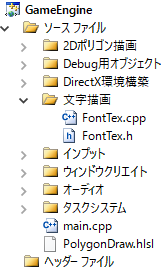 GameEngine
ソース ファイル
2Dポリゴン描画
Debug用オブジェクト
DirectX環境構築
文字描画
FontTex.cpp
FontTex.h
インプット
ウィンドウクリエイト
オーディオ
タスクシステム
main.cpp
PolygonDraw.hlsl
ヘッダー ファイル